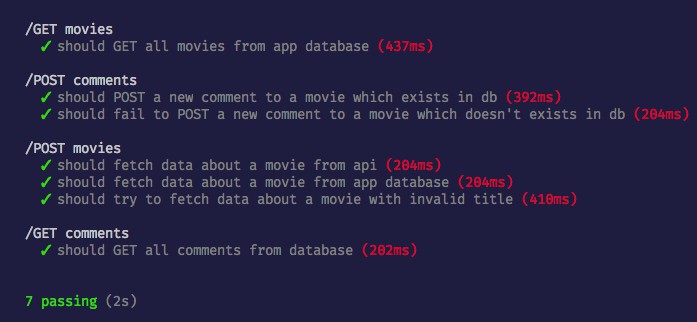 /GET movies
✓ should GET all movies from app database (437ms)
/POST comments
✓ should POST a new comment to a movie which exists in db (392ms)
✓ should fail to POST a new comment to a movie which doesn't exists in db (204ms)
/POST movies
✓ should fetch data about a movie from api (204ms)
✓ should fetch data about a movie from app database (204ms)
✓ should try to fetch data about a movie with invalid title (410ms)
/GET comments
✓ should GET all comments from database (202ms)
7 passing (2s)